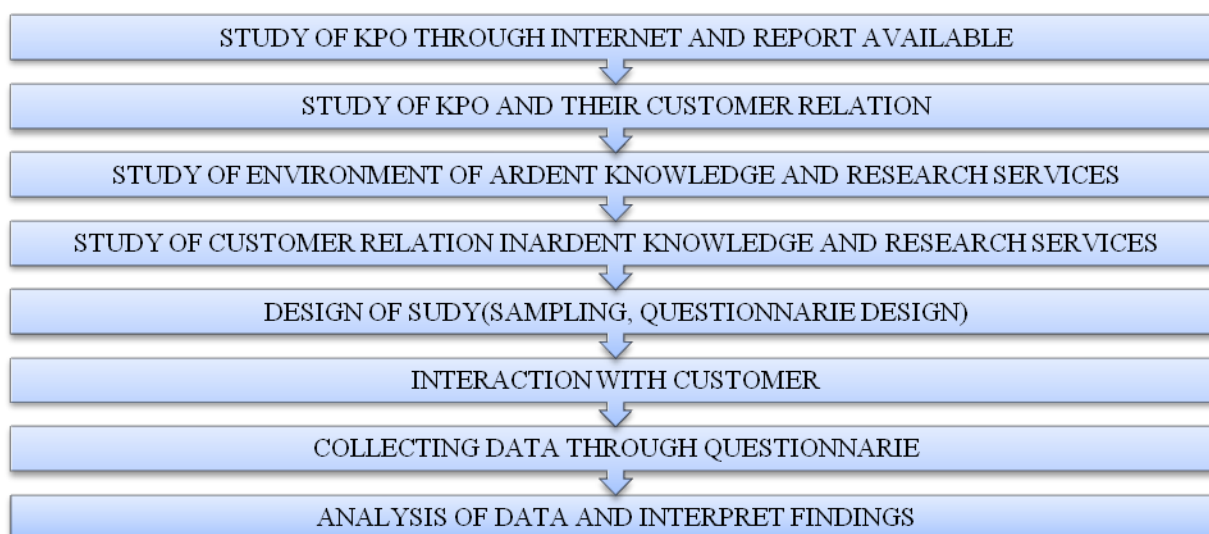 STUDY OF KPO THROUGH INTERNET AND REPORT AVAILABLE
STUDY OF KPO AND THEIR CUSTOMER RELATION
STUDY OF ENVIRONMENT OF ARDENT KNOWLEDGE AND RESEARCH SERVICES
STUDY OF CUSTOMER RELATION INARDENT KNOWLEDGE AND RESEARCH SERVICES
DESIGN OF SUDY(SAMPLING, QUESTIONNARIE DESIGN)
INTERACTION WITH CUSTOMER
COLLECTING DATA THROUGH QUESTIONNARIE
ANALYSIS OF DATA AND INTERPRET FINDINGS